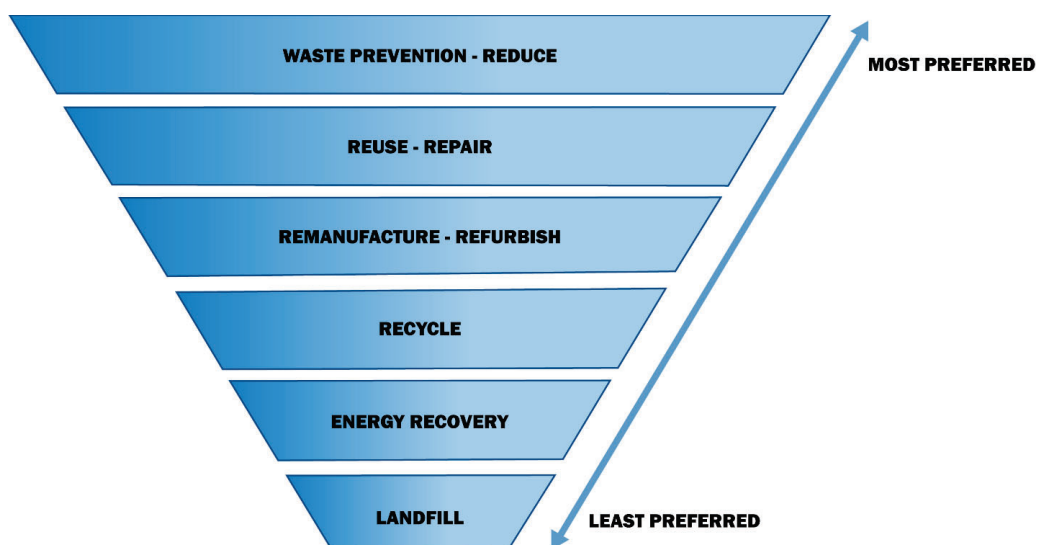 WASTE PREVENTION - REDUCE
MOST PREFERRED
REUSE - REPAIR
REMANUFACTURE - REFURBISH
RECYCLE
ENERGY RECOVERY
LANDFILL
LEAST PREFERRED